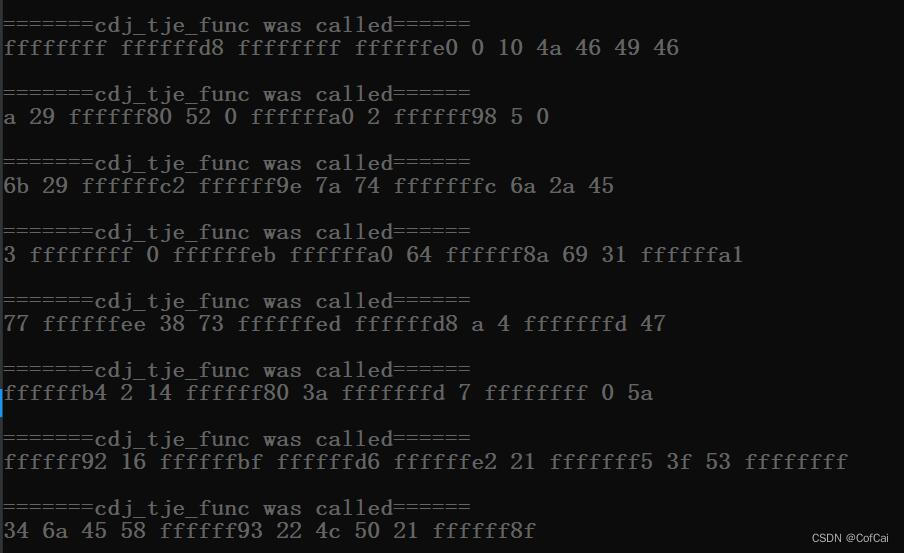 =======cdj_tje_func was called======
ffffffff ffffffd8 ffffffff ffffffe0 0 10 4a 46 49 46
=======cdj_tje_func was called======
a 29 ffffff80 52 0 ffffffa0 2 ffffff98 5 0
=======cdj_tje_func was called======
6b 29 ffffffc2 ffffff9e 7a 74 fffffffc 6a 2a 45
=======cdj_tje_func was called======
3 ffffffff 0 ffffffeb ffffffa0 64 ffffff8a 69 31 ffffffa1
=======cdj_tje_func was called======
77 ffffffee 38 73 ffffffed ffffffd8 a 4 fffffffd 47
=======cdj_tje_func was called======
ffffffb4 2 14 ffffff80 3a fffffffd 7 ffffffff 0 5a
=======cdj_tje_func was called======
ffffff92 16 ffffffbf ffffffd6 ffffffe2 21 fffffff5 3f 53 ffffffff
=======cdj_tje_func was called======
34 6a 45 58 ffffff93 22 4c 50 21 ffffff8f
CSDN @CofCai